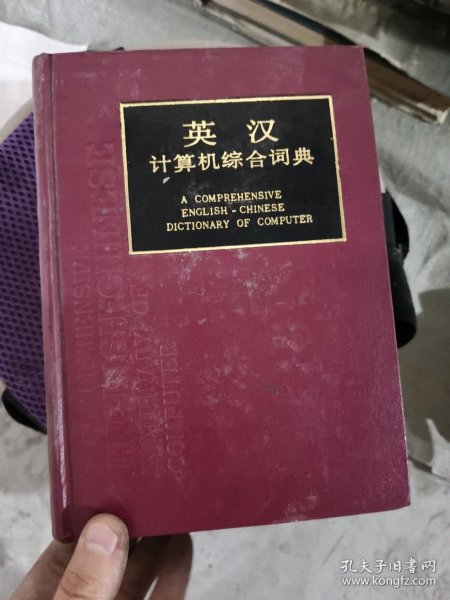 英汉
计算机综合词典
A COMPREHENSIVE
ENGLISH-CHINESE
DICTIONARY OF COMPUTER
COMPUTER
孔夫子旧书网
www.kongfz.com